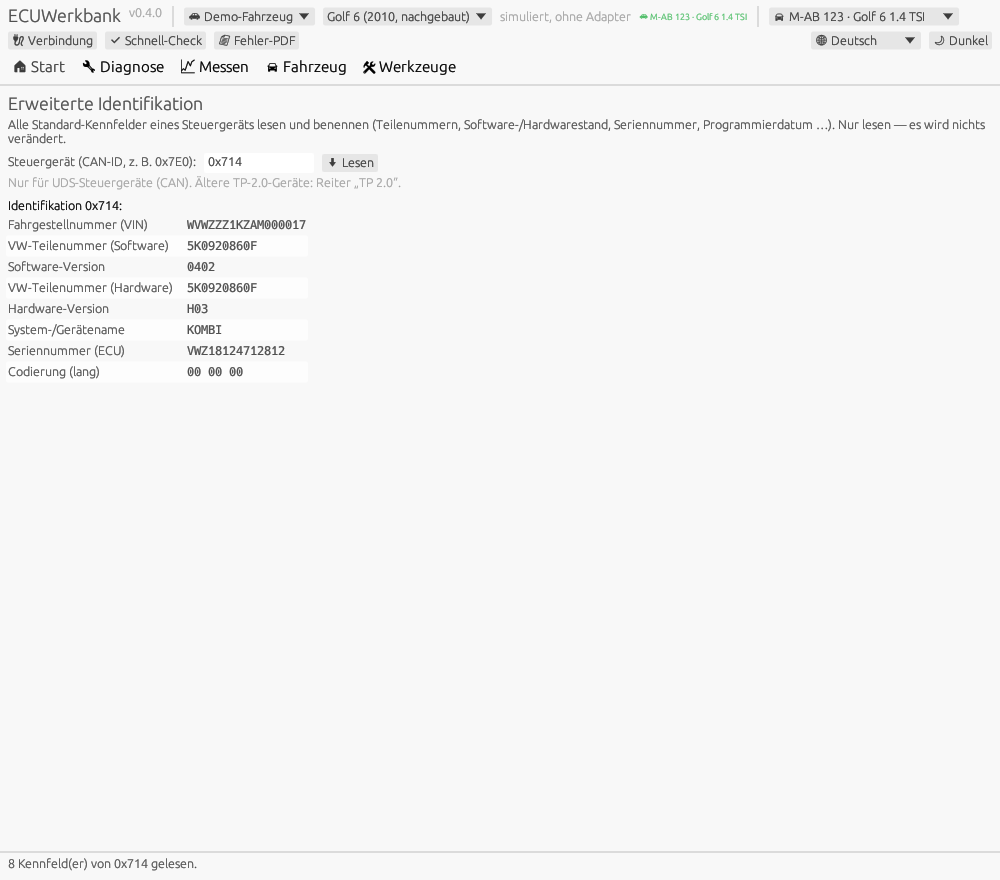 ECUWerkbank v0.4.0 Demo-Fahrzeug Golf 6 (2010, nachgebaut) simuliert, ohne Adapter M-AB 123 · Golf 6 1.4 TSI M-AB 123 · Golf 6 1.4 TSI
Verbindung Schnell-Check Fehler-PDF Deutsch Dunkel
Start Diagnose Messen Fahrzeug Werkzeuge
Erweiterte Identifikation
Alle Standard-Kennfelder eines Steuergeräts lesen und benennen (Teilenummern, Software-/Hardwarestand, Seriennummer, Programmierdatum …). Nur lesen — es wird nichts
verändert.
Steuergerät (CAN-ID, z. B. 0x7E0): 0x714 Lesen
Nur für UDS-Steuergeräte (CAN). Ältere TP-2.0-Geräte: Reiter „TP 2.0“.
Identifikation 0x714:
Fahrgestellnummer (VIN) WVWZZZ1KZAM000017
VW-Teilenummer (Software) 5K0920860F
Software-Version 0402
VW-Teilenummer (Hardware) 5K0920860F
Hardware-Version H03
System-/Gerätename KOMBI
Seriennummer (ECU) VWZ18124712812
Codierung (lang) 00 00 00
8 Kennfeld(er) von 0x714 gelesen.